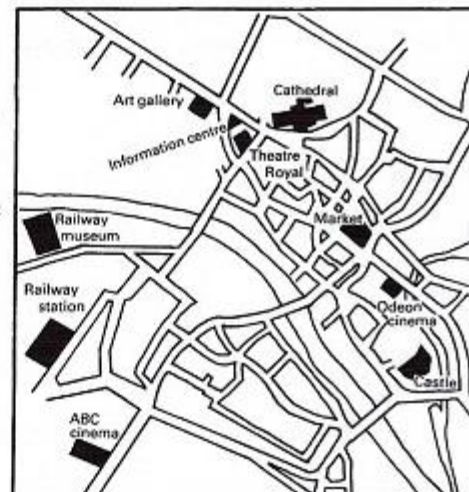 Cathedral
Art gallery
Information centre
Theatre
Royal
Market
Railway
museum
Railway
station
Odeon
cinema
Castle
ABC
cinema